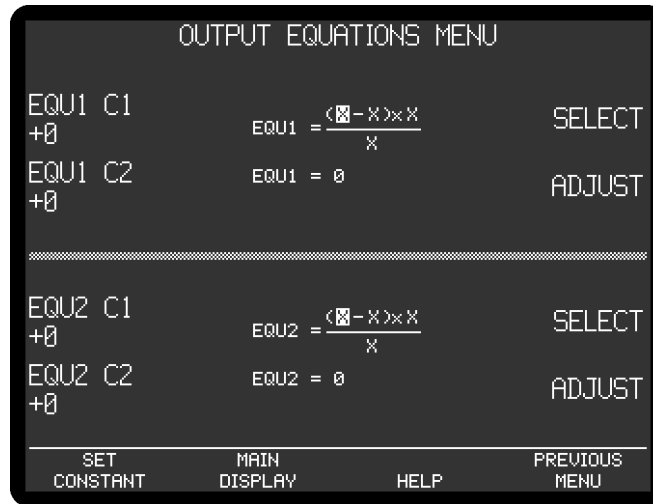 OUTPUT EQUATIONS MENU
EQU1 C1
+0
EQU1 = (X-X)×X
X
SELECT
EQU1 C2
+0
EQU1 = 0
ADJUST
EQU2 C1
+0
EQU2 = (X-X)×X
X
SELECT
EQU2 C2
+0
EQU2 = 0
ADJUST
SET
CONSTANT
MAIN
DISPLAY
HELP
PREVIOUS
MENU